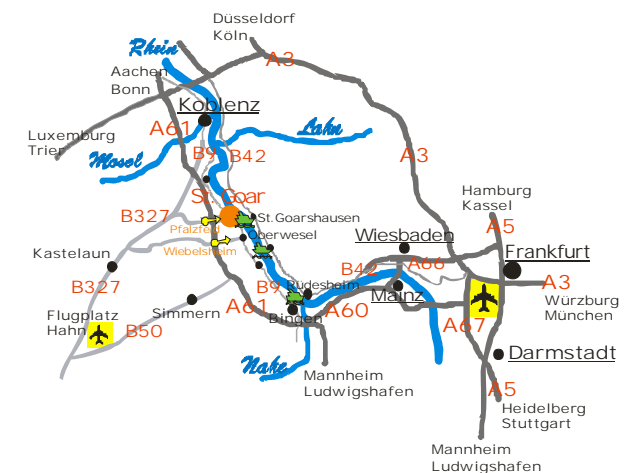 Düsseldorf
Köln
Rhein
A3
Aachen
Bonn
Koblenz
A61
Lahn
Luxemburg
Trier
Mosel
B9
B42
A3
St. Goar
Hamburg
Kassel
B327
Pfalzfeld
St.Goarshausen
A5
Oberwesel
Wiesbaden
Wiebelsheim
Frankfurt
Kastelaun
B42
A66
B327
B9
Rüdesheim
Mainz
A3
Würzburg
München
Simmern
A61
A60
Flugplatz
Hahn
B50
Bingen
A67
Nahe
Darmstadt
Mannheim
Ludwigshafen
A5
Heidelberg
Stuttgart
Mannheim
Ludwigshafen